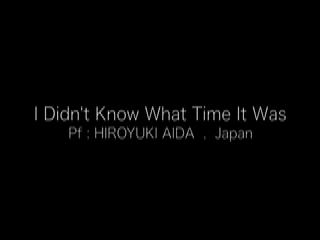 I Didn't Know What Time It Was
Pf ; HIROYUKI AIDA , Japan